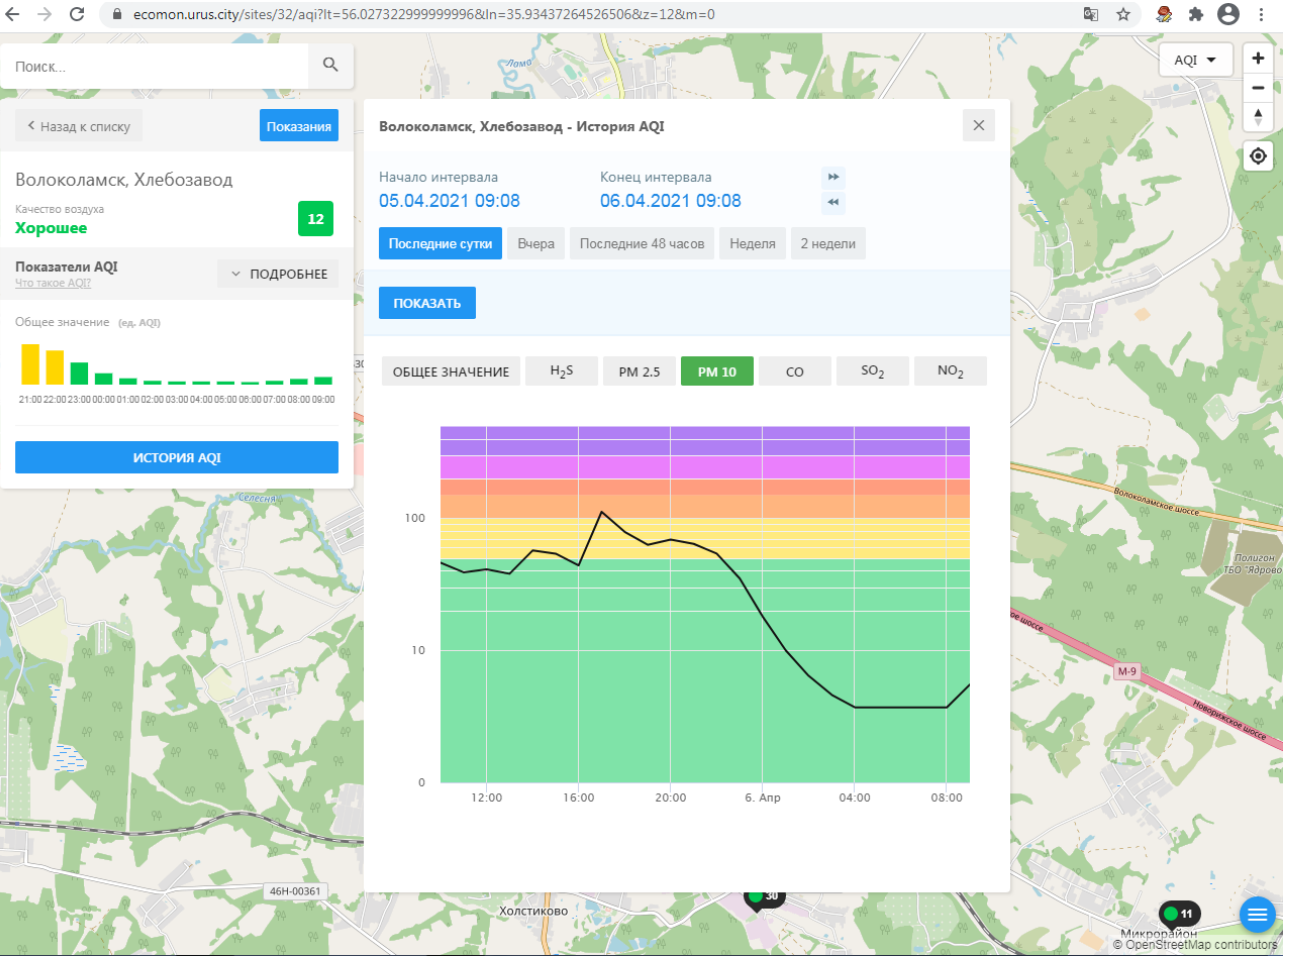 ecomon.urus.city/sites/32/aqi?lt=56.027322999999996&ln=35.93437264526506&z=12&m=0
Поиск...
AQI
Лама
Назад к списку
Показания
Волоколамск, Хлебозавод - История AQI
Волоколамск, Хлебозавод
Начало интервала
Конец интервала
05.04.2021 09:08
06.04.2021 09:08
Качество воздуха
Хорошее
12
Последние сутки
Вчера
Последние 48 часов
Неделя
2 недели
Показатели AQI
Что такое AQI?
ПОДРОБНЕЕ
ПОКАЗАТЬ
Общее значение (ед. AQI)
ОБЩЕЕ ЗНАЧЕНИЕ
H2S
PM 2.5
PM 10
CO
SO2
NO2
21:00 22:00 23:00 00:00 01:00 02:00 03:00 04:00 05:00 06:00 07:00 08:00 09:00
ИСТОРИЯ AQI
Селесня
Волоколамское шоссе
100
Полигон
ТБО "Ядрово
10
М-9
Новорижское шоссе
0
12:00
16:00
20:00
6. Апр
04:00
08:00
46Н-00361
30
Холстиково
11
Микрорайон
© OpenStreetMap contributors